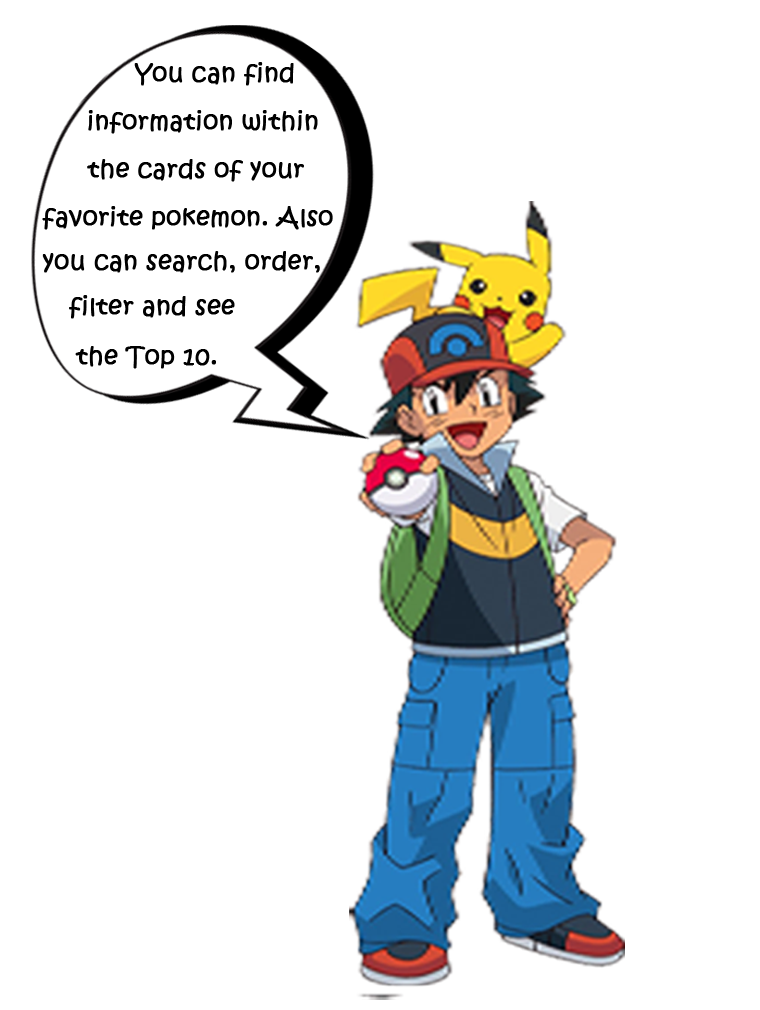 You can find
information within
the cards of your
favorite pokemon. Also
you can search, order,
filter and see
the Top 10.